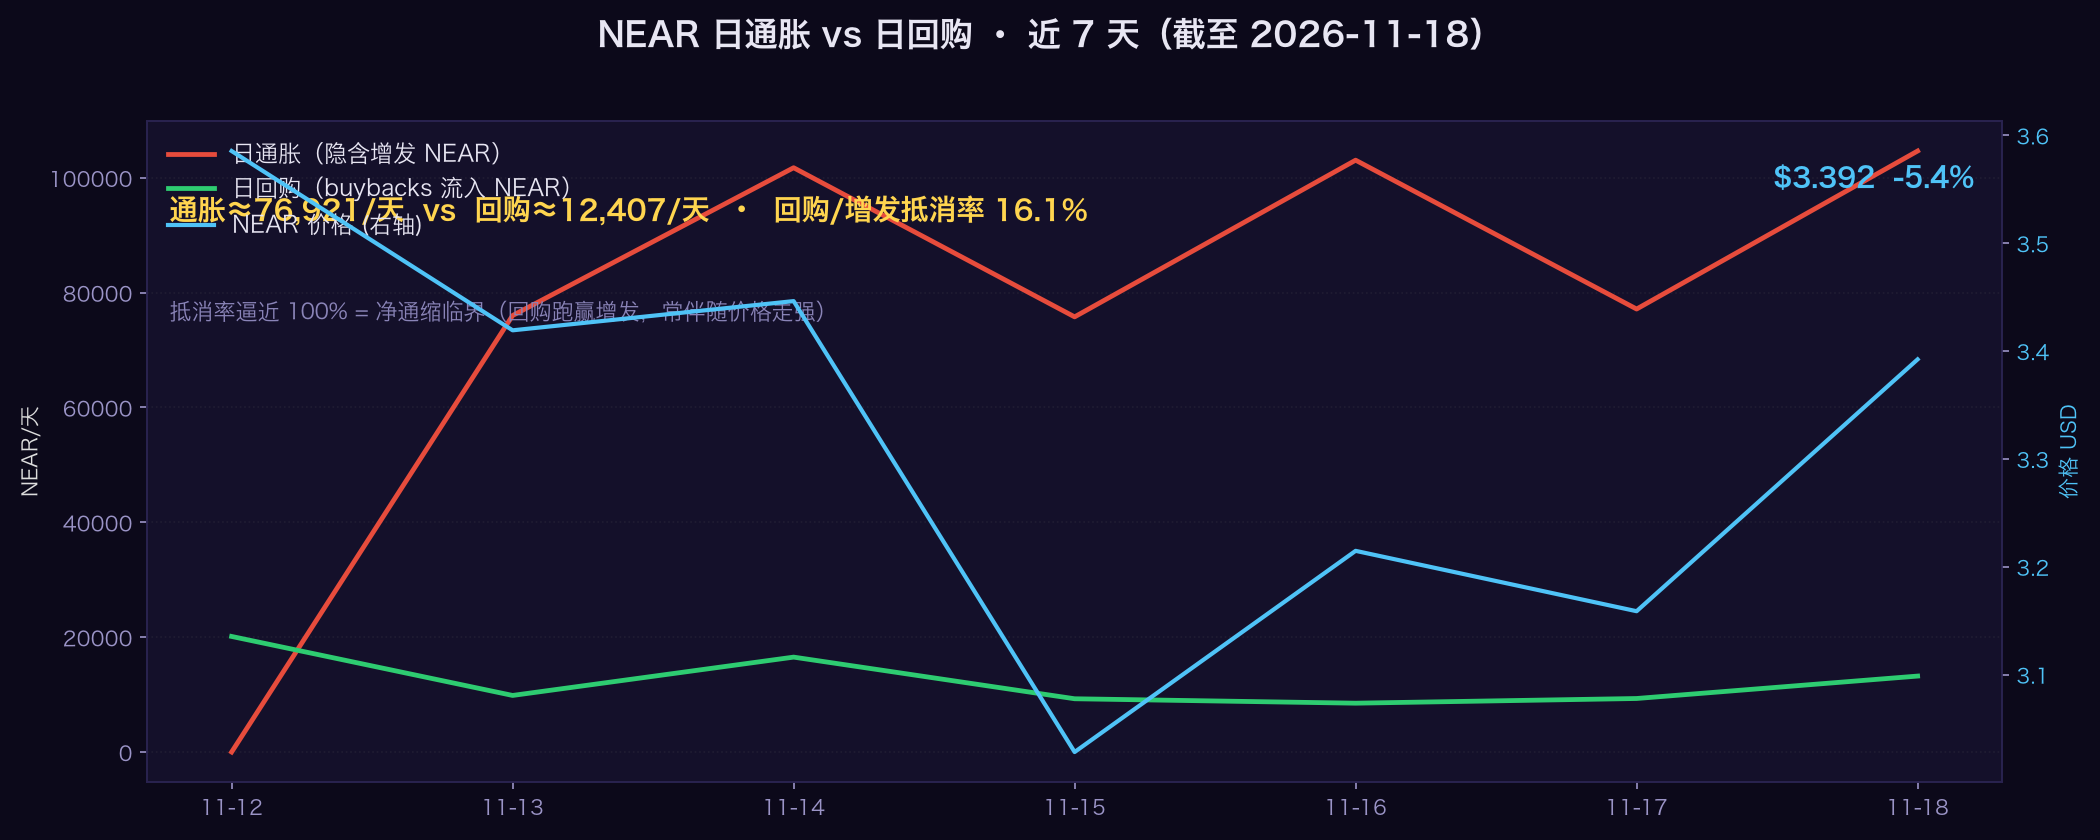 NEAR 日通胀 vs 日回购 · 近 7 天（截至 2026-11-18）
日通胀（隐含增发 NEAR）
日回购（buybacks 流入 NEAR）
NEAR 价格 (右轴)
通胀≈76,921/天 vs 回购≈12,407/天 · 回购/增发抵消率 16.1%
$3.392 -5.4%
抵消率逼近 100% = 净通缩临界（回购跑赢增发，常伴随价格走强）
NEAR/天
100000
80000
60000
40000
20000
0
3.6
3.5
3.4
3.3
3.2
3.1
价格 USD
11-12 11-13 11-14 11-15 11-16 11-17 11-18